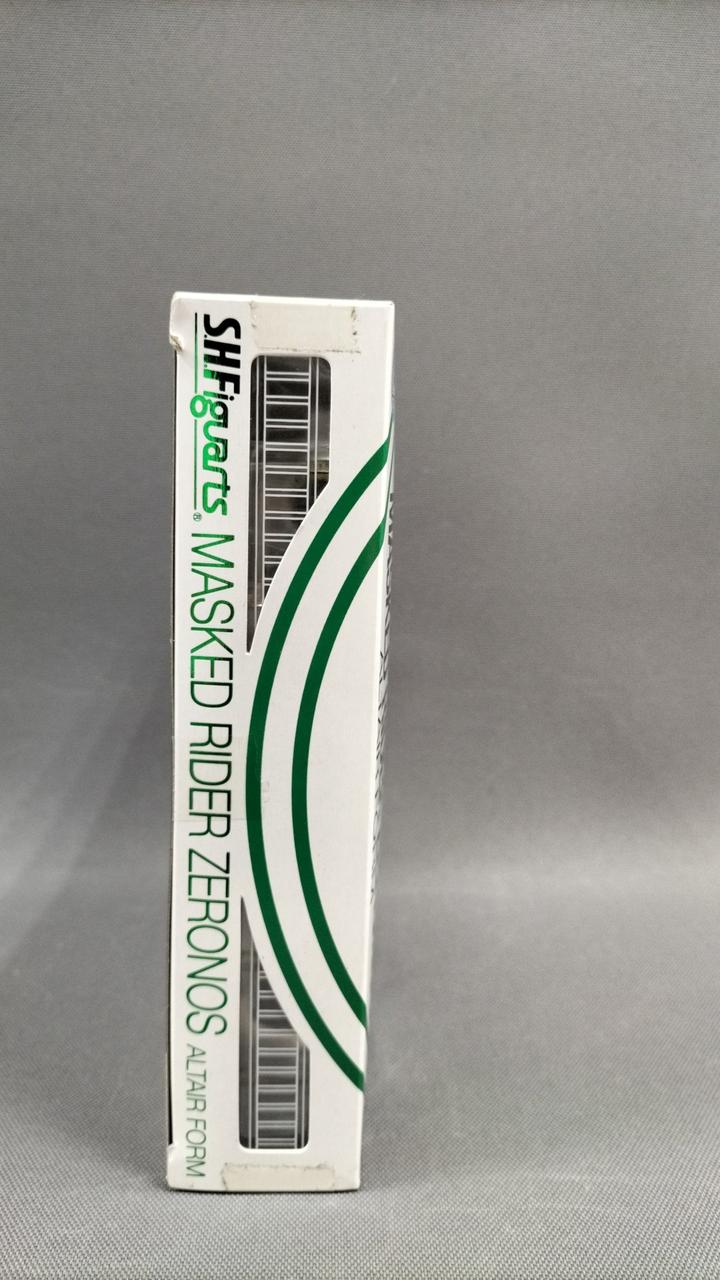 S.H.Figuarts® MASKED RIDER ZERONOS ALTAIR FORM